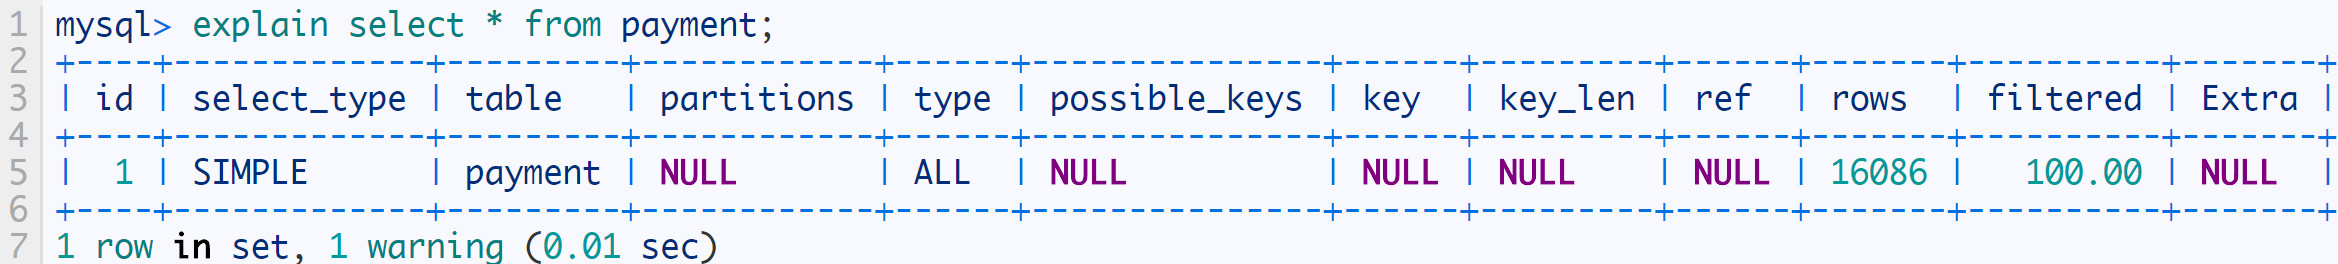 1 mysql> explain select * from payment;
2 +----+-------------+---------+------------+------+---------------+------+---------+------+-------+----------+-------+
3 | id | select_type | table   | partitions | type | possible_keys | key  | key_len | ref  | rows  | filtered | Extra |
4 +----+-------------+---------+------------+------+---------------+------+---------+------+-------+----------+-------+
5 |  1 | SIMPLE      | payment | NULL       | ALL  | NULL          | NULL | NULL    | NULL | 16086 |   100.00 | NULL  |
6 +----+-------------+---------+------------+------+---------------+------+---------+------+-------+----------+-------+
7 1 row in set, 1 warning (0.01 sec)